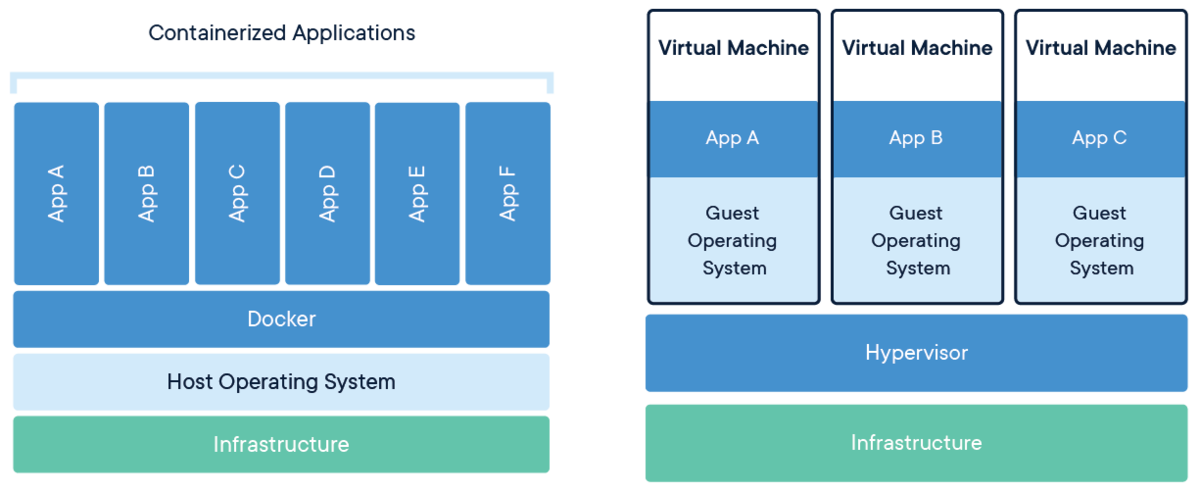 Containerized Applications
App A
App B
App C
App D
App E
App F
Docker
Host Operating System
Infrastructure
Virtual Machine
App A
Guest
Operating
System
Virtual Machine
App B
Guest
Operating
System
Virtual Machine
App C
Guest
Operating
System
Hypervisor
Infrastructure